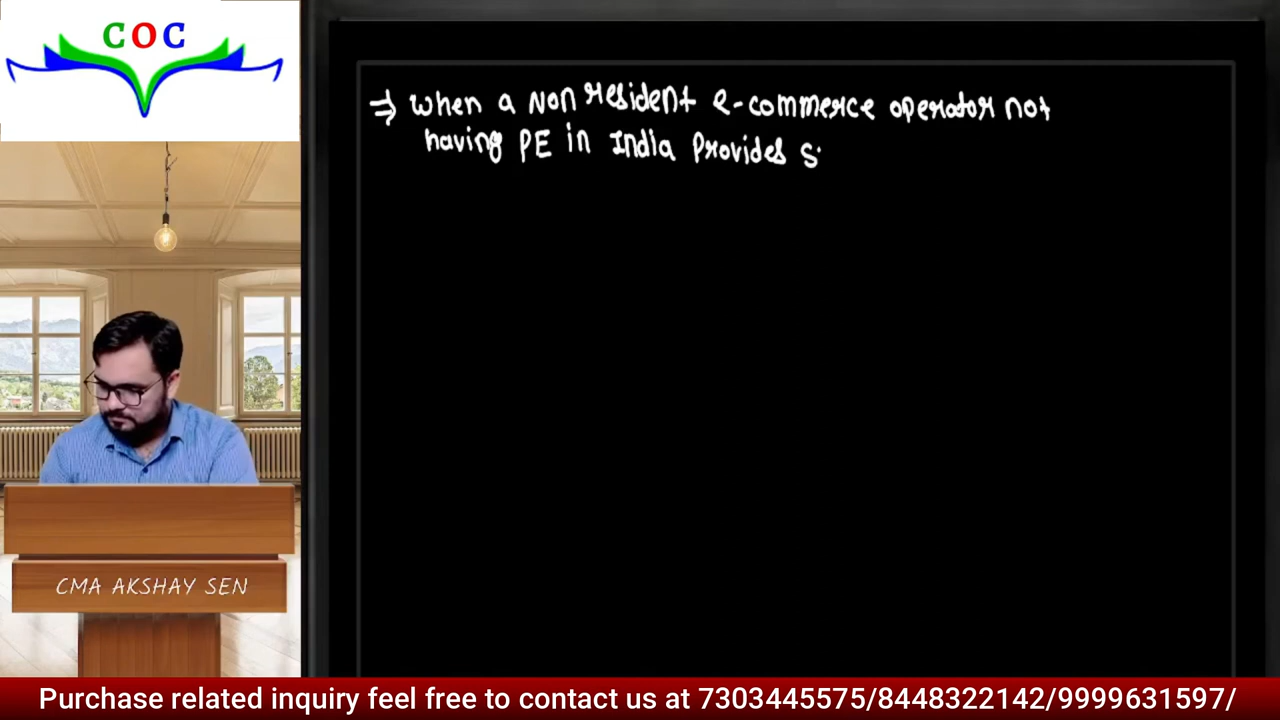 COC
⇒ When a Non resident e-commerce operator not
having PE in India Provides s
CMA AKSHAY SEN
Purchase related inquiry feel free to contact us at 7303445575/8448322142/9999631597/